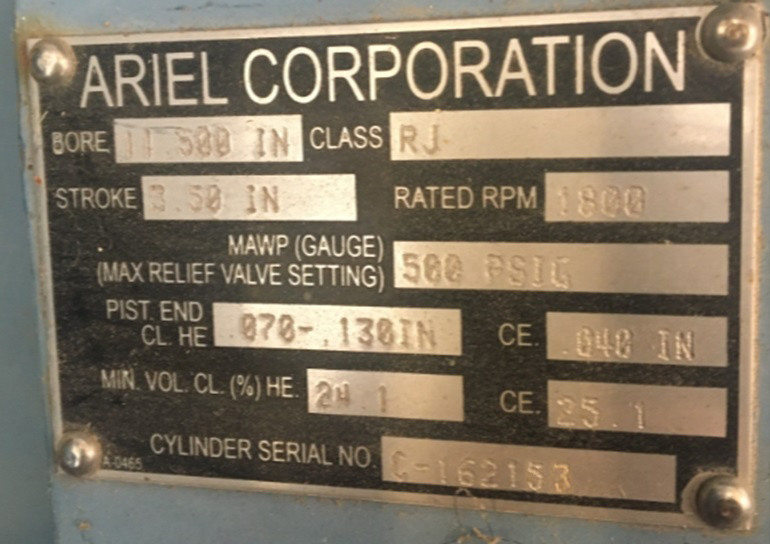 ARIEL CORPORATION
BORE 11.500 IN CLASS RJ
STROKE 3.50 IN RATED RPM 1800
MAWP (GAUGE)
(MAX RELIEF VALVE SETTING) 500 PSIG
PIST. END
CL. HE .070-.130IN CE. .040 IN
MIN. VOL. CL. (%) HE. 24.1 CE. 25.1
CYLINDER SERIAL NO. C-162153
A-0465